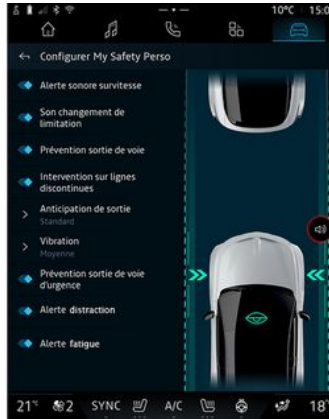 10°C 15:0
Configurer My Safety Perso
Alerte sonore survitesse
Son changement de
limitation
Prévention sortie de voie
Intervention sur lignes
discontinues
Anticipation de sortie
Standard
Vibration
Moyenne
Prévention sortie de voie
d'urgence
Alerte distraction
Alerte fatigue
21° 2 SYNC A/C 18°